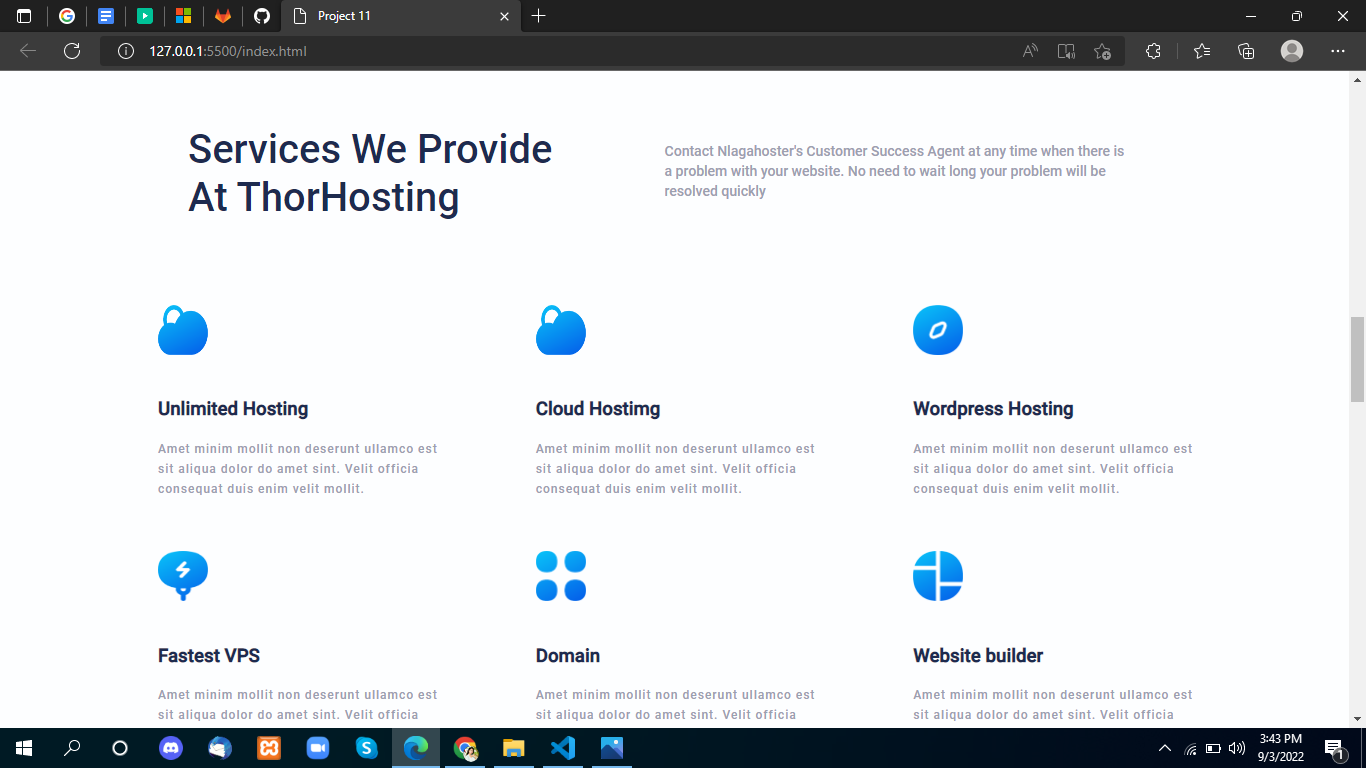 Project 11
127.0.0.1:5500/index.html
Services We Provide
At ThorHosting
Contact Nlagahoster's Customer Success Agent at any time when there is
a problem with your website. No need to wait long your problem will be
resolved quickly
Unlimited Hosting
Cloud Hostimg
Wordpress Hosting
Amet minim mollit non deserunt ullamco est
sit aliqua dolor do amet sint. Velit officia
consequat duis enim velit mollit.
Amet minim mollit non deserunt ullamco est
sit aliqua dolor do amet sint. Velit officia
consequat duis enim velit mollit.
Amet minim mollit non deserunt ullamco est
sit aliqua dolor do amet sint. Velit officia
consequat duis enim velit mollit.
Fastest VPS
Domain
Website builder
Amet minim mollit non deserunt ullamco est
sit aliqua dolor do amet sint. Velit officia
Amet minim mollit non deserunt ullamco est
sit aliqua dolor do amet sint. Velit officia
Amet minim mollit non deserunt ullamco est
sit aliqua dolor do amet sint. Velit officia
3:43 PM
9/3/2022
1